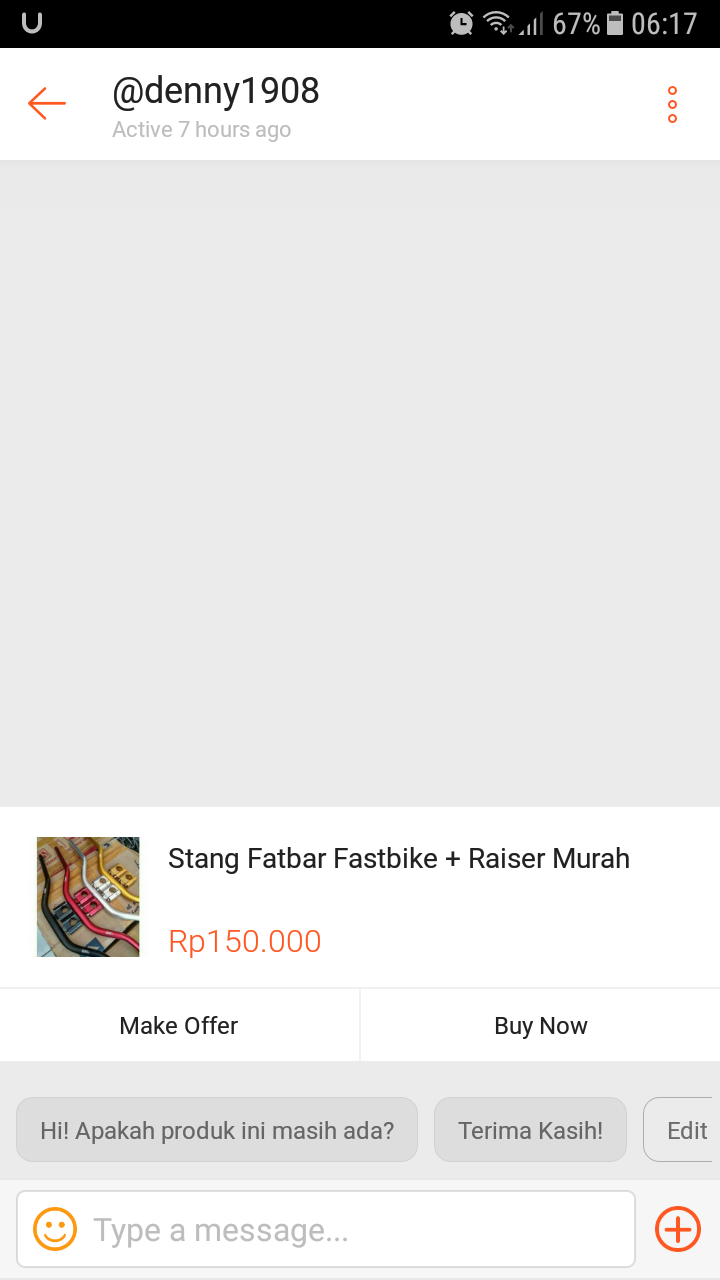 67% 06:17
@denny1908
Active 7 hours ago
Stang Fatbar Fastbike + Raiser Murah
Rp150.000
Make Offer
Buy Now
Hi! Apakah produk ini masih ada?
Terima Kasih!
Edit
Type a message...